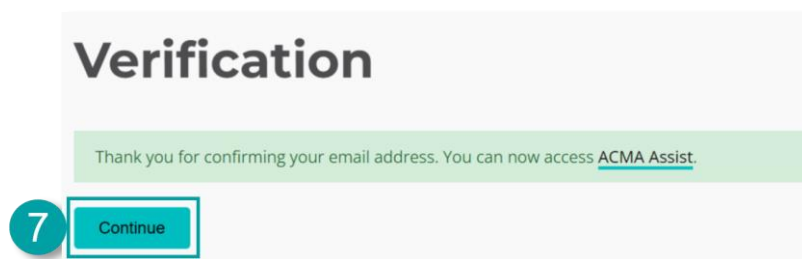 Verification
Thank you for confirming your email address. You can now access ACMA Assist.
7
Continue